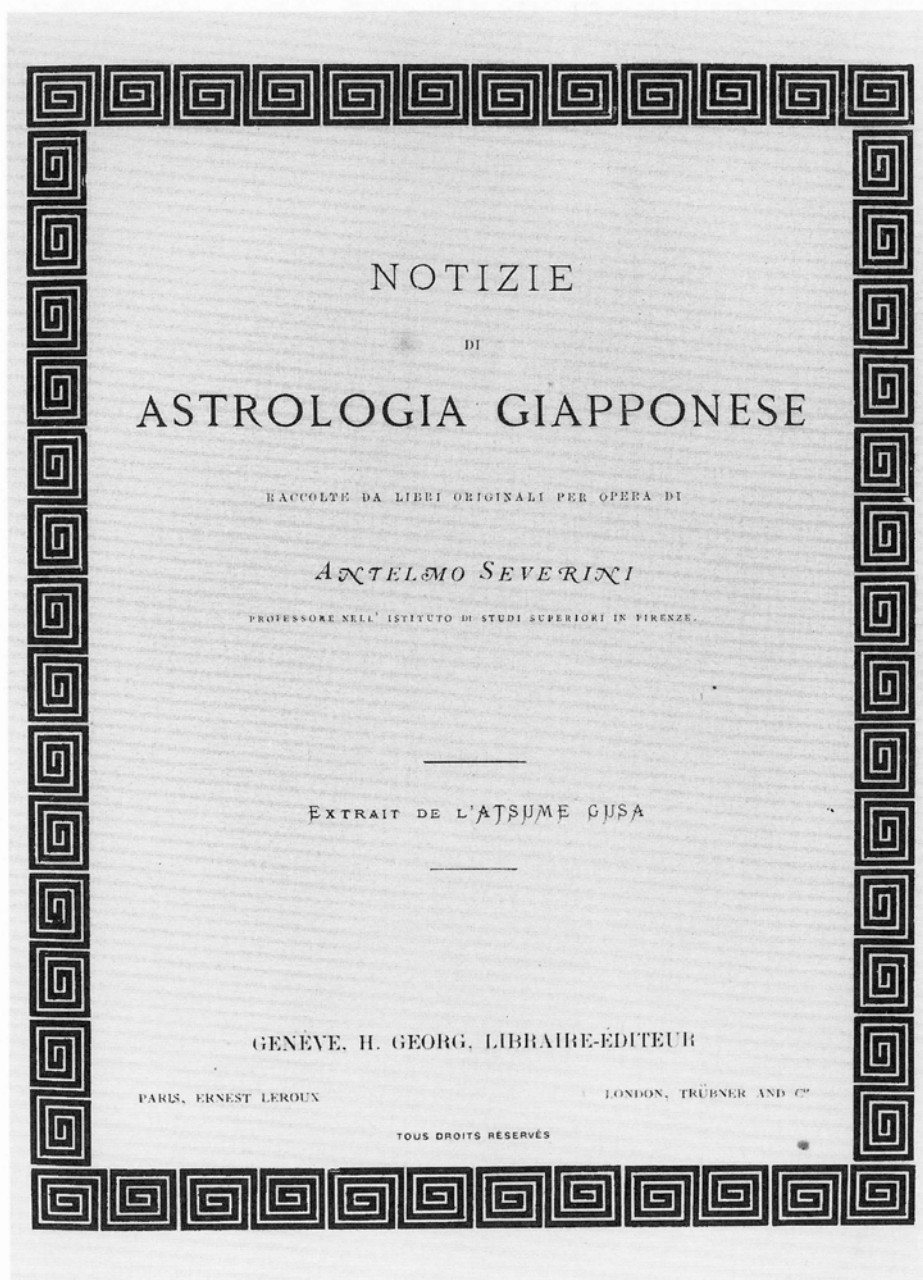 NOTIZIE
DI
ASTROLOGIA GIAPPONESE
RACCOLTE DA LIBRI ORIGINALI PER OPERA DI
ANTELMO SEVERINI
PROFESSORE NELL' ISTITUTO DI STUDI SUPERIORI IN FIRENZE.
EXTRAIT DE L'ATSUME GUSA
GENÈVE, H. GEORG, LIBRAIRE-ÉDITEUR
PARIS, ERNEST LEROUX
LONDON, TRÜBNER AND Cº
TOUS DROITS RÉSERVÉS